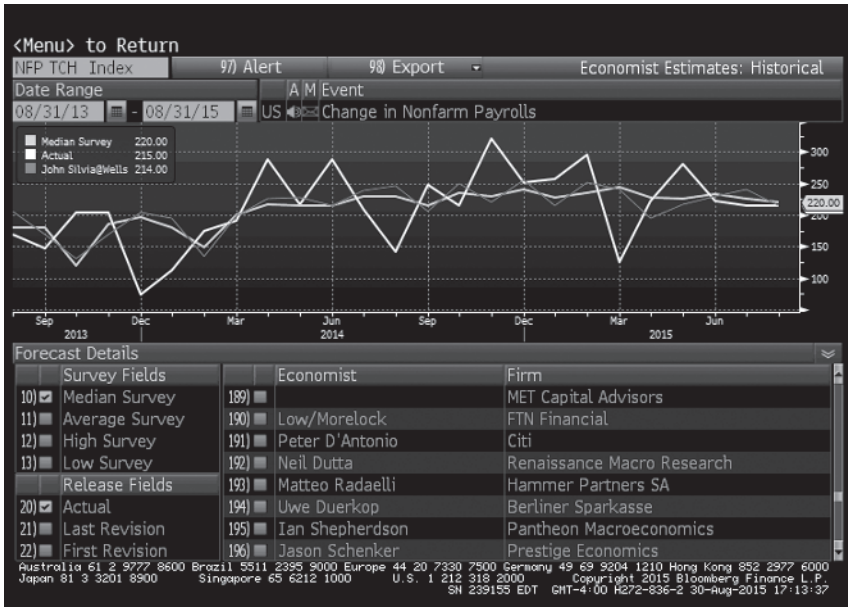 <Menu> to Return
NFP TCH Index 97) Alert 98) Export Economist Estimates: Historical
Date Range A M Event
08/31/13 - 08/31/15 US Change in Nonfarm Payrolls
Median Survey 220.00
Actual 215.00
John Silvia@Wells 214.00
300
250
220.00
200
150
100
Sep Dec Mar Jun Sep Dec Mar Jun
2013 2014 2015
Forecast Details
Survey Fields Economist Firm
10) Median Survey 189) MET Capital Advisors
11) Average Survey 190) Low/Morelock FTN Financial
12) High Survey 191) Peter D'Antonio Citi
13) Low Survey 192) Neil Dutta Renaissance Macro Research
Release Fields 193) Matteo Radaelli Hammer Partners SA
20) Actual 194) Uwe Duerkop Berliner Sparkasse
21) Last Revision 195) Ian Shepherdson Pantheon Macroeconomics
22) First Revision 196) Jason Schenker Prestige Economics
Australia 61 2 9777 8600 Brazil 5511 2395 9000 Europe 44 20 7330 7500 Germany 49 69 9204 1210 Hong Kong 852 2977 6000
Japan 81 3 3201 8900 Singapore 65 6212 1000 U.S. 1 212 318 2000 Copyright 2015 Bloomberg Finance L.P.
SN 239155 EDT GMT-4:00 H272-836-2 30-Aug-2015 17:13:37